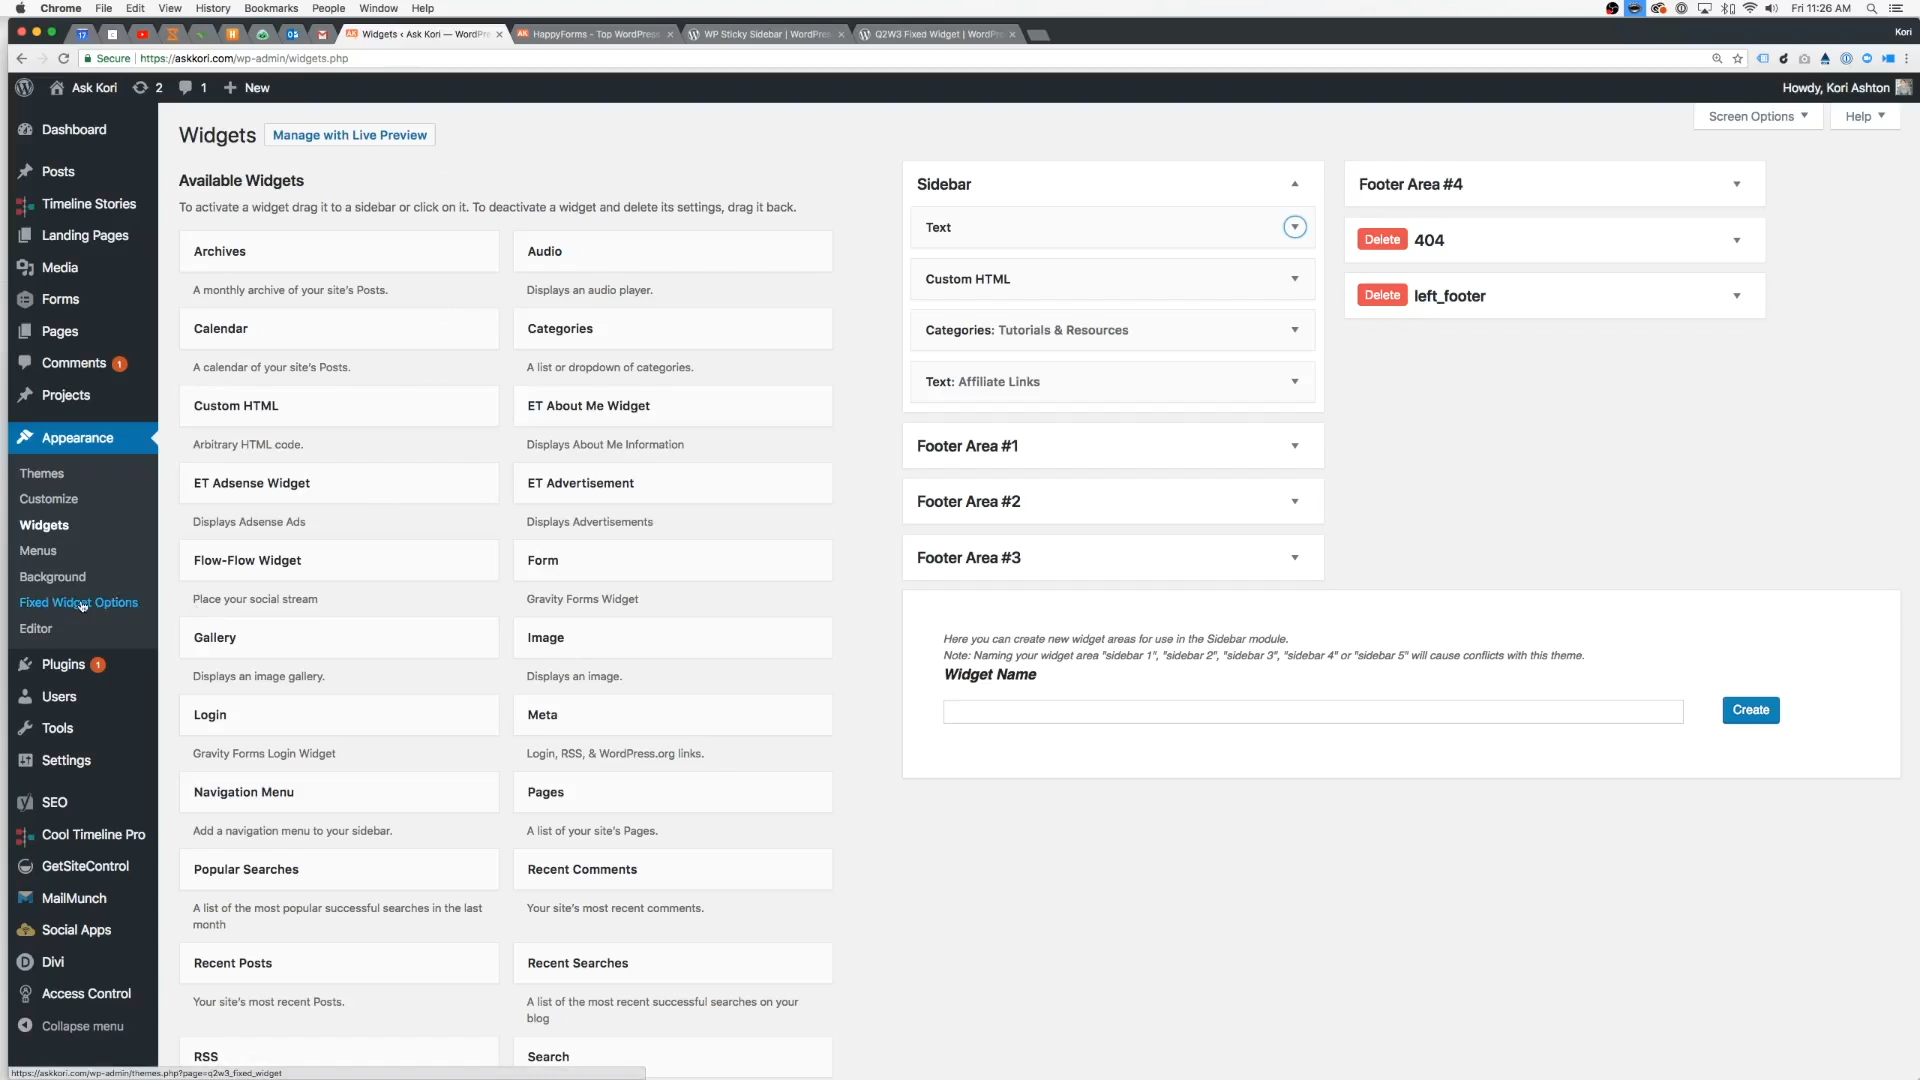 Chrome File Edit View History Bookmarks People Window Help
Fri 11:26 AM
Widgets ‹ Ask Kori — WordPre
HappyForms - Top WordPress
WP Sticky Sidebar | WordPres
Q2W3 Fixed Widget | WordPre
Kori
Secure https://askkori.com/wp-admin/widgets.php
Ask Kori 2 1 New
Howdy, Kori Ashton
Dashboard
Posts
Timeline Stories
Landing Pages
Media
Forms
Pages
Comments 1
Projects
Appearance
Themes
Customize
Widgets
Menus
Background
Fixed Widget Options
Editor
Plugins 1
Users
Tools
Settings
SEO
Cool Timeline Pro
GetSiteControl
MailMunch
Social Apps
Divi
Access Control
Collapse menu
Screen Options
Help
Widgets Manage with Live Preview
Available Widgets
To activate a widget drag it to a sidebar or click on it. To deactivate a widget and delete its settings, drag it back.
Archives
A monthly archive of your site's Posts.
Audio
Displays an audio player.
Calendar
A calendar of your site's Posts.
Categories
A list or dropdown of categories.
Custom HTML
Arbitrary HTML code.
ET About Me Widget
Displays About Me Information
ET Adsense Widget
Displays Adsense Ads
ET Advertisement
Displays Advertisements
Flow-Flow Widget
Place your social stream
Form
Gravity Forms Widget
Gallery
Displays an image gallery.
Image
Displays an image.
Login
Gravity Forms Login Widget
Meta
Login, RSS, & WordPress.org links.
Navigation Menu
Add a navigation menu to your sidebar.
Pages
A list of your site's Pages.
Popular Searches
A list of the most popular successful searches in the last
month
Recent Comments
Your site's most recent comments.
Recent Posts
Your site's most recent Posts.
Recent Searches
A list of the most recent successful searches on your
blog
RSS
Search
Sidebar
Text
Custom HTML
Categories: Tutorials & Resources
Text: Affiliate Links
Footer Area #1
Footer Area #2
Footer Area #3
Footer Area #4
Delete 404
Delete left_footer
Here you can create new widget areas for use in the Sidebar module.
Note: Naming your widget area "sidebar 1", "sidebar 2", "sidebar 3", "sidebar 4" or "sidebar 5" will cause conflicts with this theme.
Widget Name
Create
https://askkori.com/wp-admin/themes.php?page=q2w3_fixed_widget